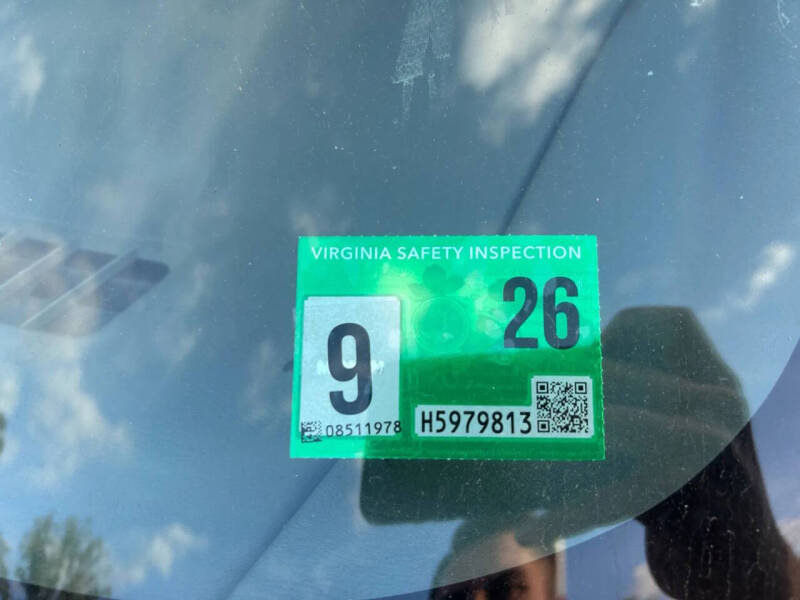 VIRGINIA SAFETY INSPECTION
26
9
08511978
H5979813